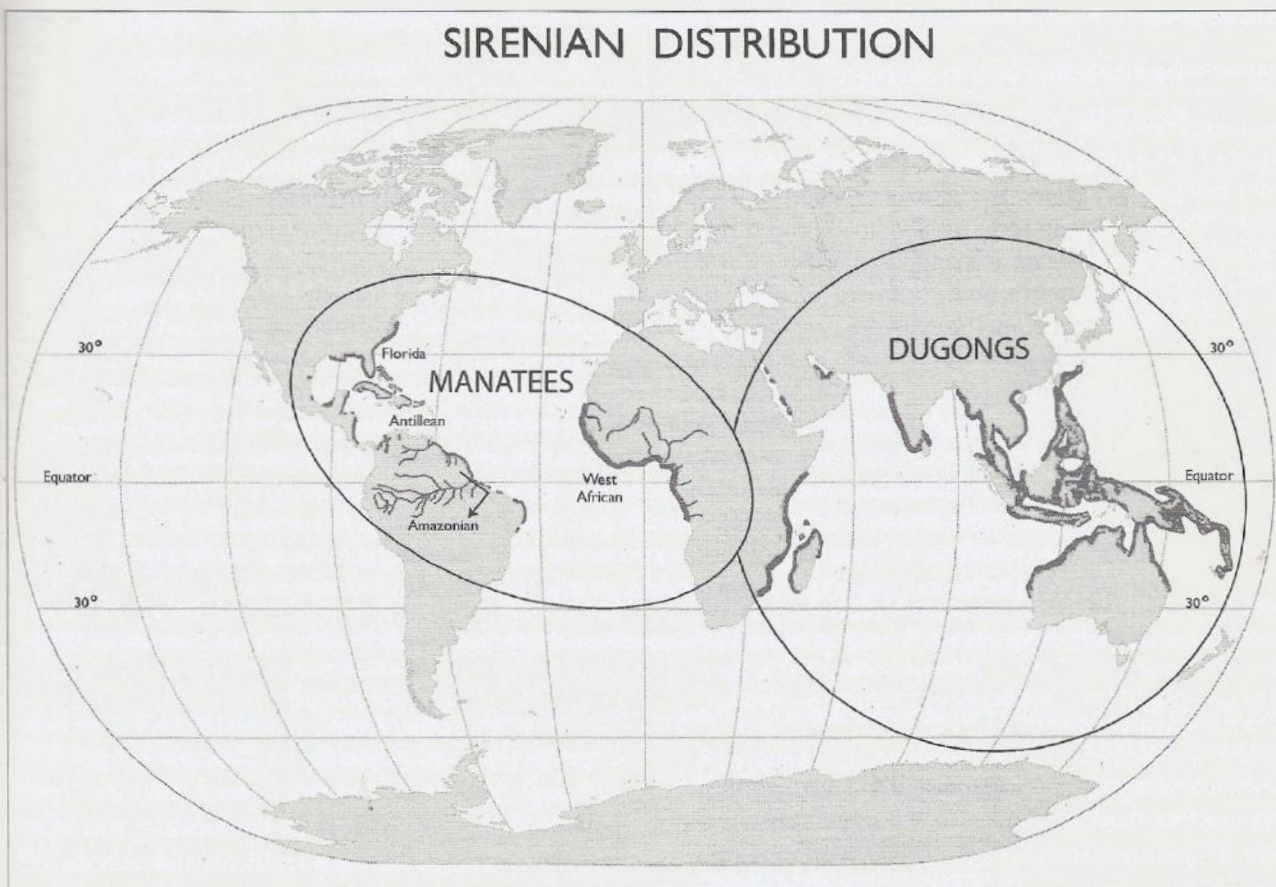 SIRENIAN DISTRIBUTION
30°
Florida
MANATEES
DUGONGS
30°
Antillean
Equator
West
African
Equator
Amazonian
30°
30°